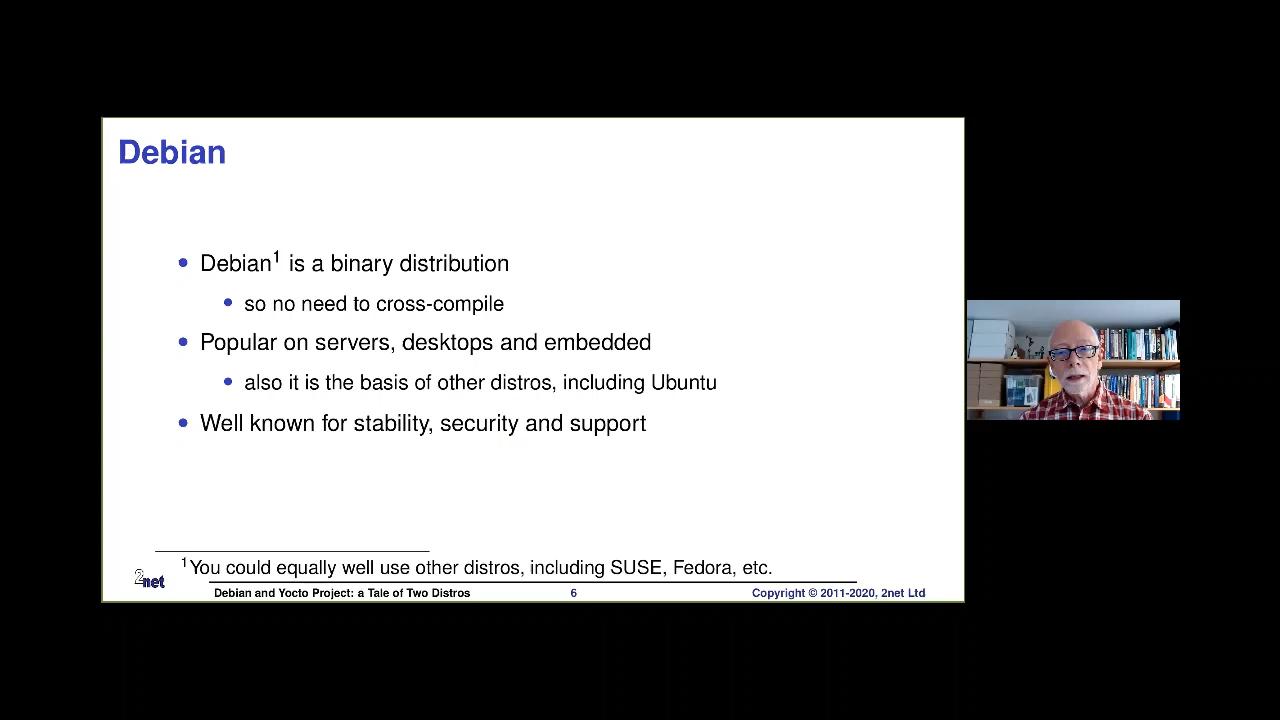 Debian
Debian¹ is a binary distribution
so no need to cross-compile
Popular on servers, desktops and embedded
also it is the basis of other distros, including Ubuntu
Well known for stability, security and support
¹You could equally well use other distros, including SUSE, Fedora, etc.
2net
Debian and Yocto Project: a Tale of Two Distros 6 Copyright © 2011-2020, 2net Ltd